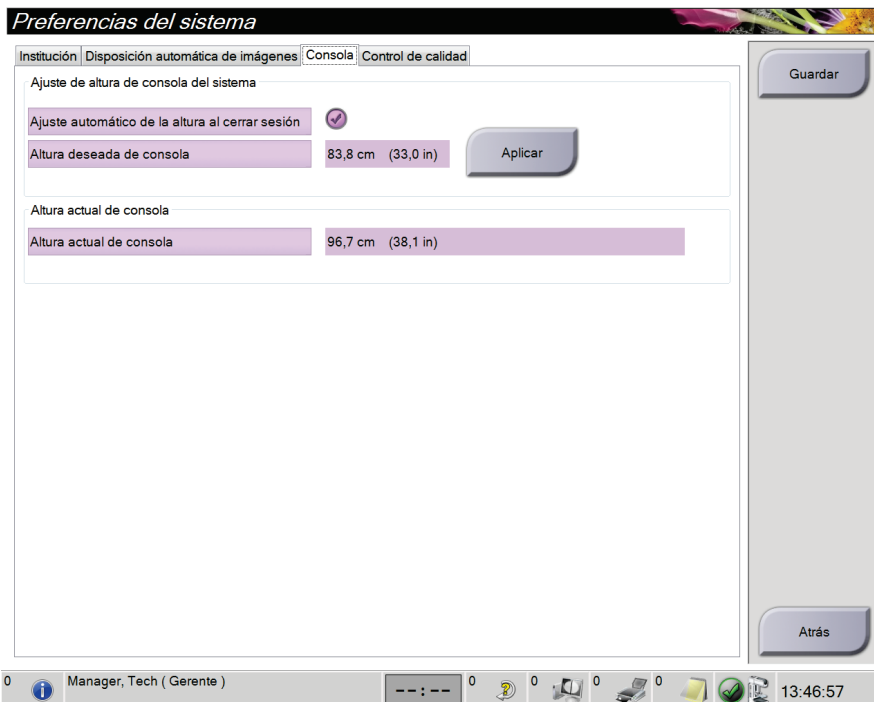 Preferencias del sistema
Institución Disposición automática de imágenes Consola Control de calidad
Guardar
Ajuste de altura de consola del sistema
Ajuste automático de la altura al cerrar sesión
Altura deseada de consola 83,8 cm (33,0 in) Aplicar
Altura actual de consola
Altura actual de consola 96,7 cm (38,1 in)
Atrás
0 Manager, Tech ( Gerente ) --:-- 0 0 0 0 13:46:57